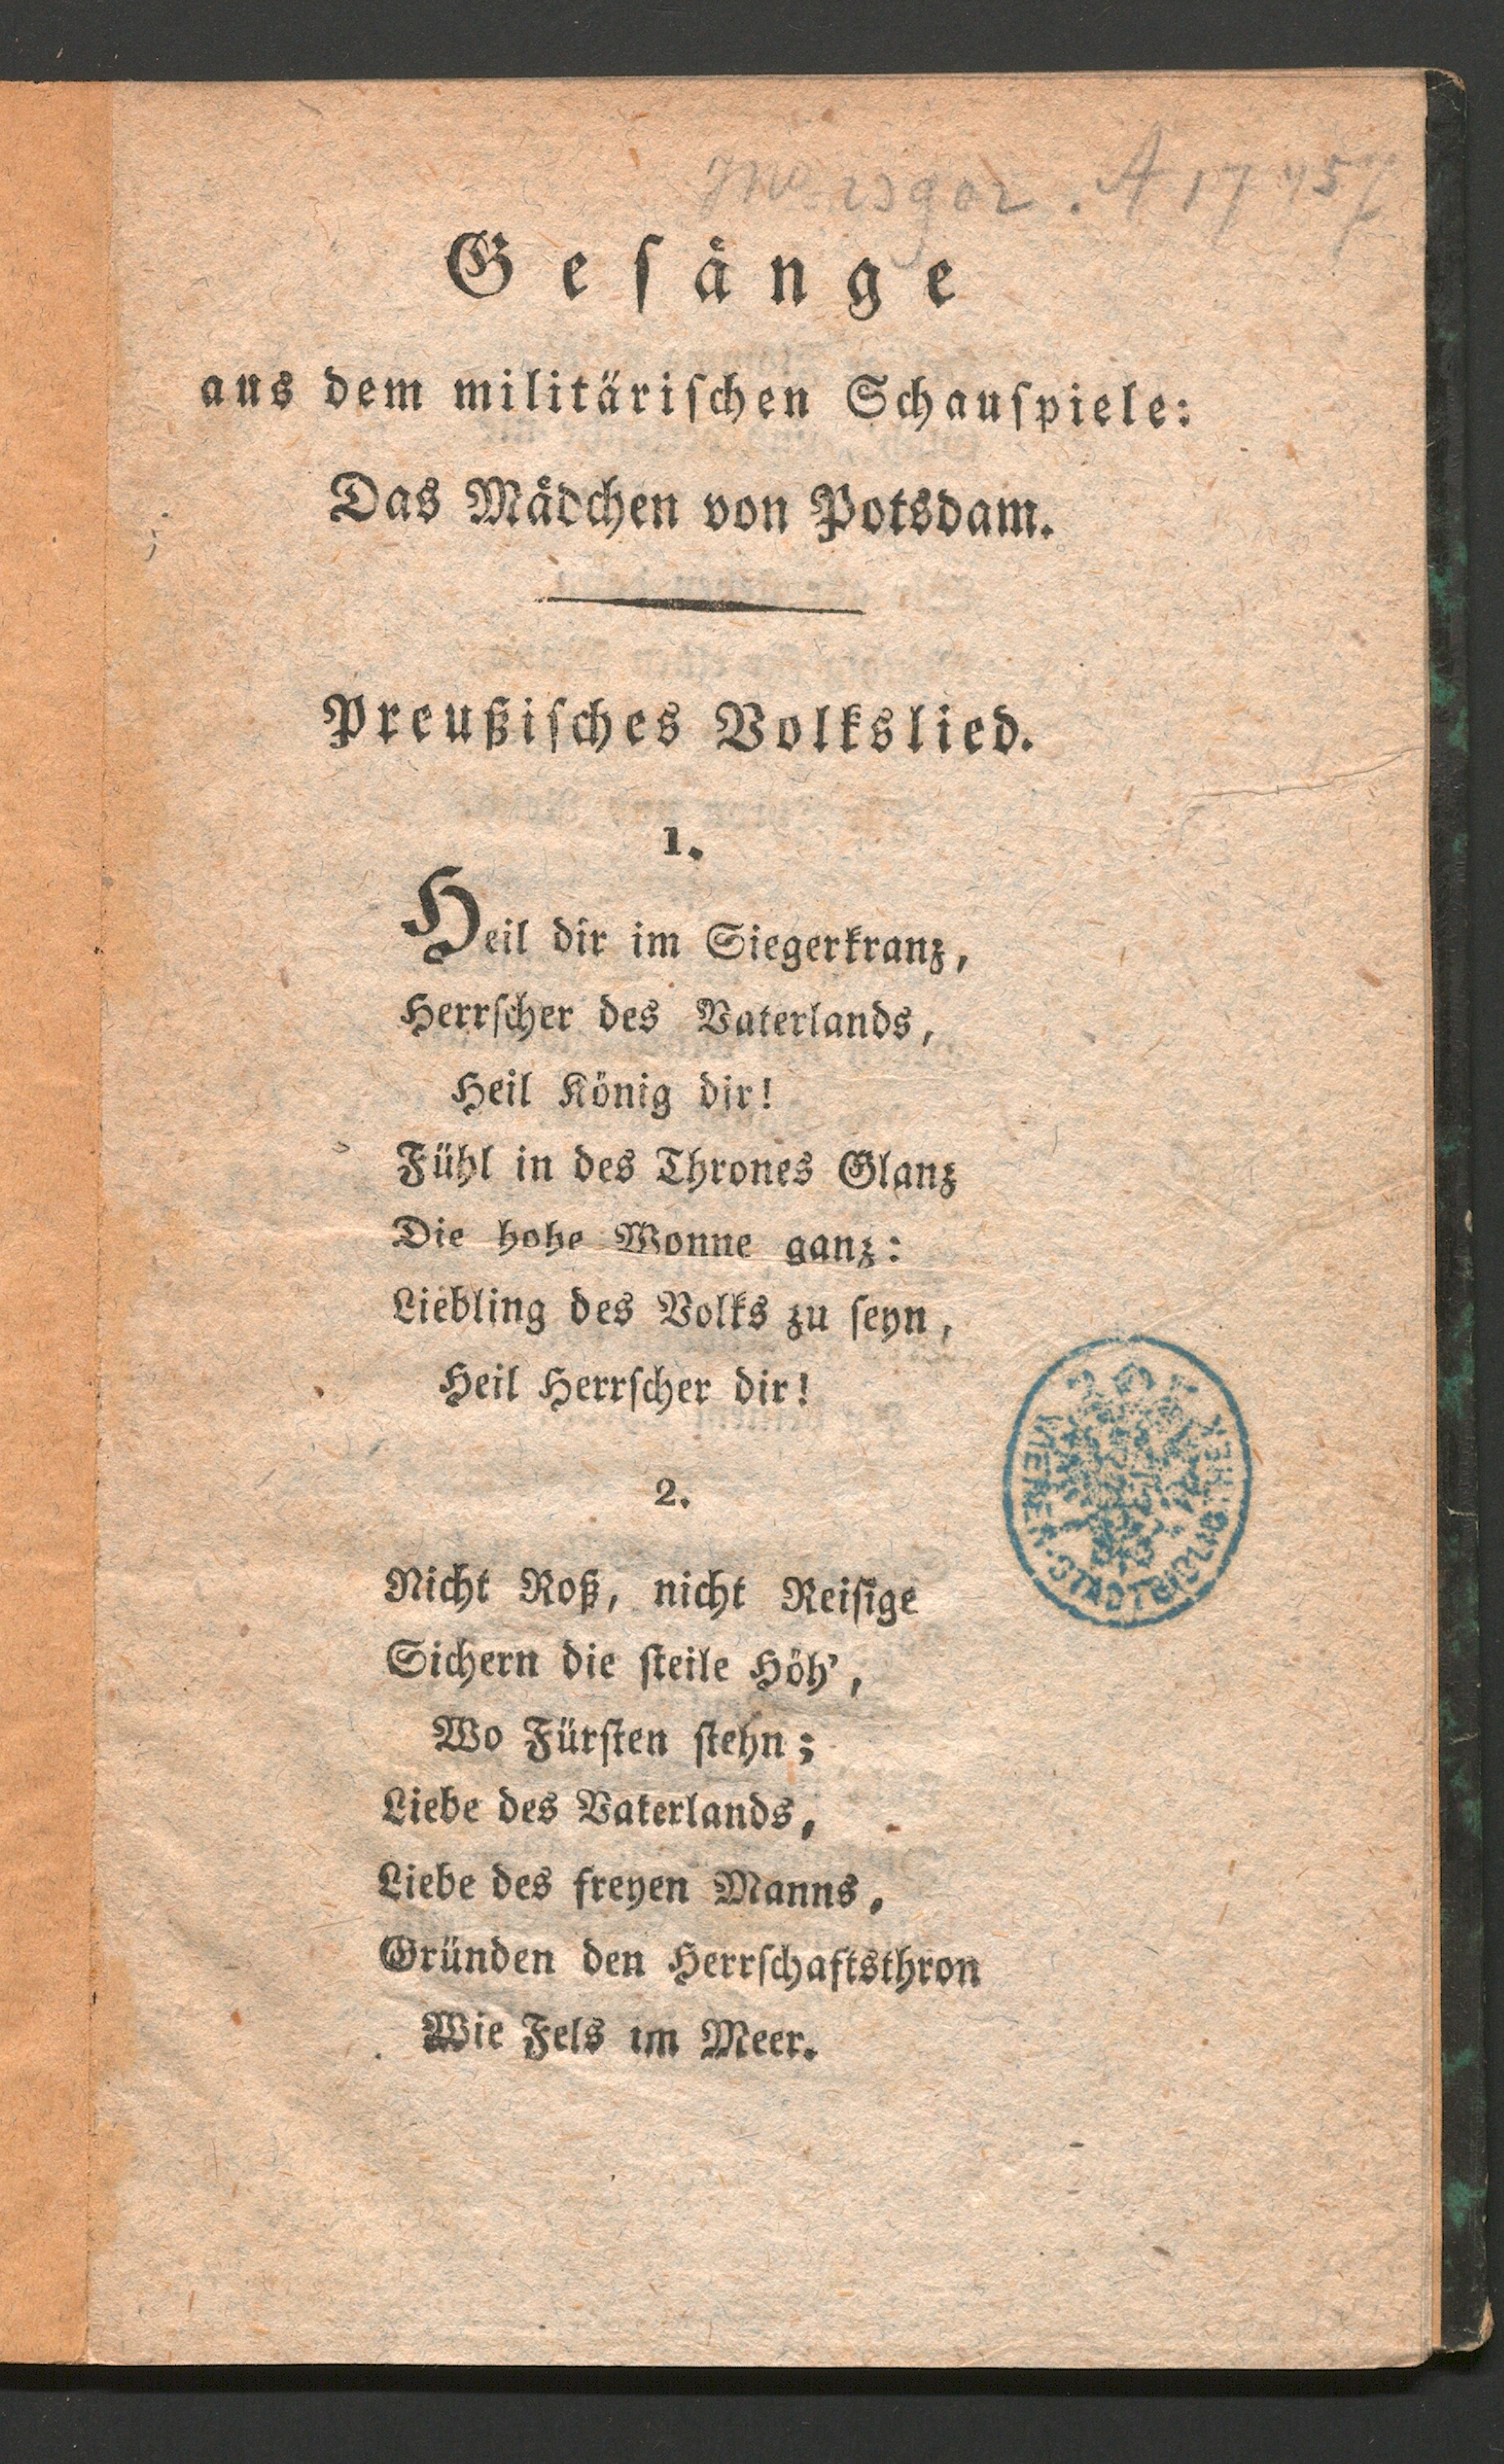 A 17457
Gesänge
aus dem militärischen Schauspiele:
Das Mädchen von Potsdam.
Preußisches Volkslied.
1.
Heil dir im Siegerkranz,
Herrscher des Vaterlands,
Heil König dir!
Fühl in des Thrones Glanz
Die hohe Wonne ganz:
Liebling des Volks zu seyn,
Heil Herrscher dir!
2.
Nicht Roß, nicht Reisige
Sichern die steile Höh',
Wo Fürsten stehn;
Liebe des Vaterlands,
Liebe des freyen Manns,
Gründen den Herrschaftsthron
Wie Fels im Meer.
WIENER·STADTBIBLIOTHEK